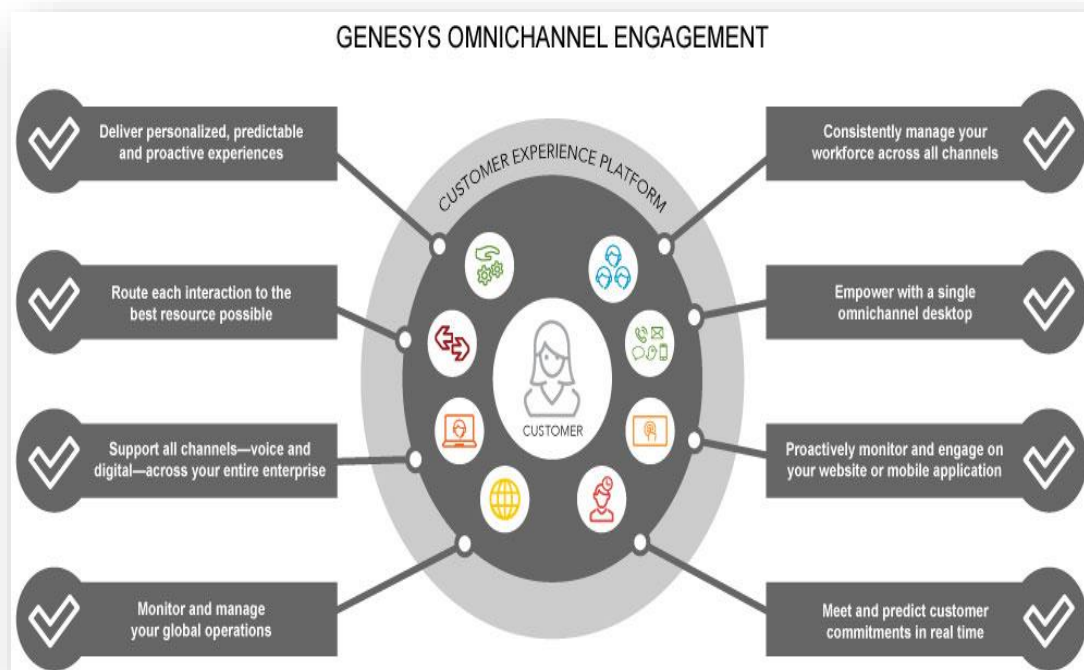 GENESYS OMNICHANNEL ENGAGEMENT
Deliver personalized, predictable
and proactive experiences
Route each interaction to the
best resource possible
Support all channels—voice and
digital—across your entire enterprise
Monitor and manage
your global operations
CUSTOMER EXPERIENCE PLATFORM
CUSTOMER
Consistently manage your
workforce across all channels
Empower with a single
omnichannel desktop
Proactively monitor and engage on
your website or mobile application
Meet and predict customer
commitments in real time